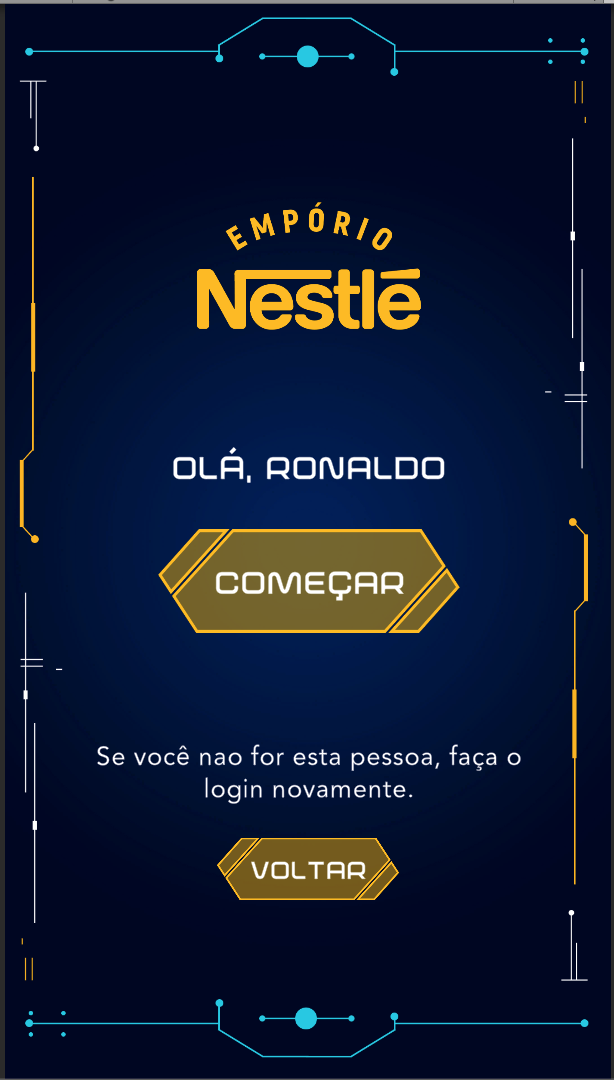 EMPÓRIO
Nestlé
OLÁ, RONALDO
COMEÇAR
Se você nao for esta pessoa, faça o
login novamente.
VOLTAR